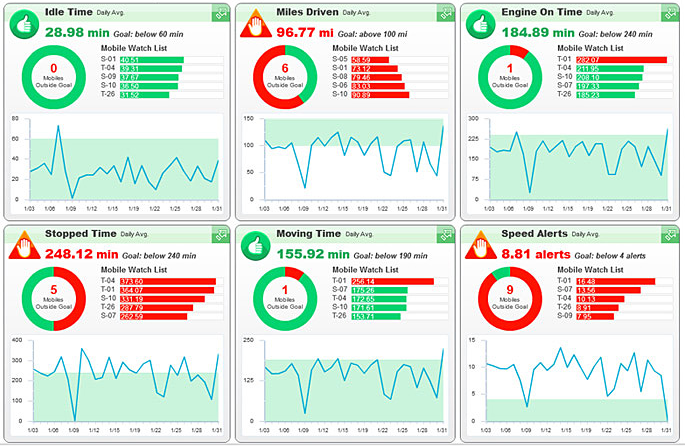 Idle Time Daily Avg.
28.98 min Goal: below 60 min
Mobile Watch List
0
Mobiles
Outside Goal
S-01 40.51
T-04 39.31
S-09 37.67
S-10 36.50
T-26 31.52
80
60
40
20
0
1/03 1/06 1/09 1/12 1/15 1/19 1/22 1/25 1/28 1/31
Miles Driven Daily Avg.
96.77 mi Goal: above 100 mi
Mobile Watch List
6
Mobiles
Outside Goal
S-05 58.59
S-01 73.12
S-08 79.46
S-06 83.03
S-10 90.89
150
100
50
0
1/03 1/06 1/09 1/12 1/15 1/19 1/22 1/25 1/28 1/31
Engine On Time Daily Avg.
184.89 min Goal: below 240 min
Mobile Watch List
1
Mobiles
Outside Goal
T-01 282.07
T-04 211.95
S-10 208.10
S-07 197.33
T-26 185.23
300
240
180
120
60
0
1/03 1/06 1/09 1/12 1/15 1/19 1/22 1/25 1/28 1/31
Stopped Time Daily Avg.
248.12 min Goal: below 240 min
Mobile Watch List
5
Mobiles
Outside Goal
T-04 373.60
T-01 364.07
S-10 331.19
T-26 287.79
S-07 262.59
400
300
200
100
0
1/03 1/06 1/09 1/12 1/15 1/19 1/22 1/25 1/28 1/31
Moving Time Daily Avg.
155.92 min Goal: below 190 min
Mobile Watch List
1
Mobiles
Outside Goal
T-01 256.14
S-07 175.26
T-04 172.65
S-10 171.61
T-26 153.71
250
125
0
1/03 1/06 1/09 1/12 1/15 1/19 1/22 1/25 1/28 1/31
Speed Alerts Daily Avg.
8.81 alerts Goal: below 4 alerts
Mobile Watch List
9
Mobiles
Outside Goal
T-01 16.48
S-07 13.56
T-04 10.13
T-26 8.91
S-09 7.95
15
10
5
0
1/03 1/06 1/09 1/12 1/15 1/19 1/22 1/25 1/28 1/31